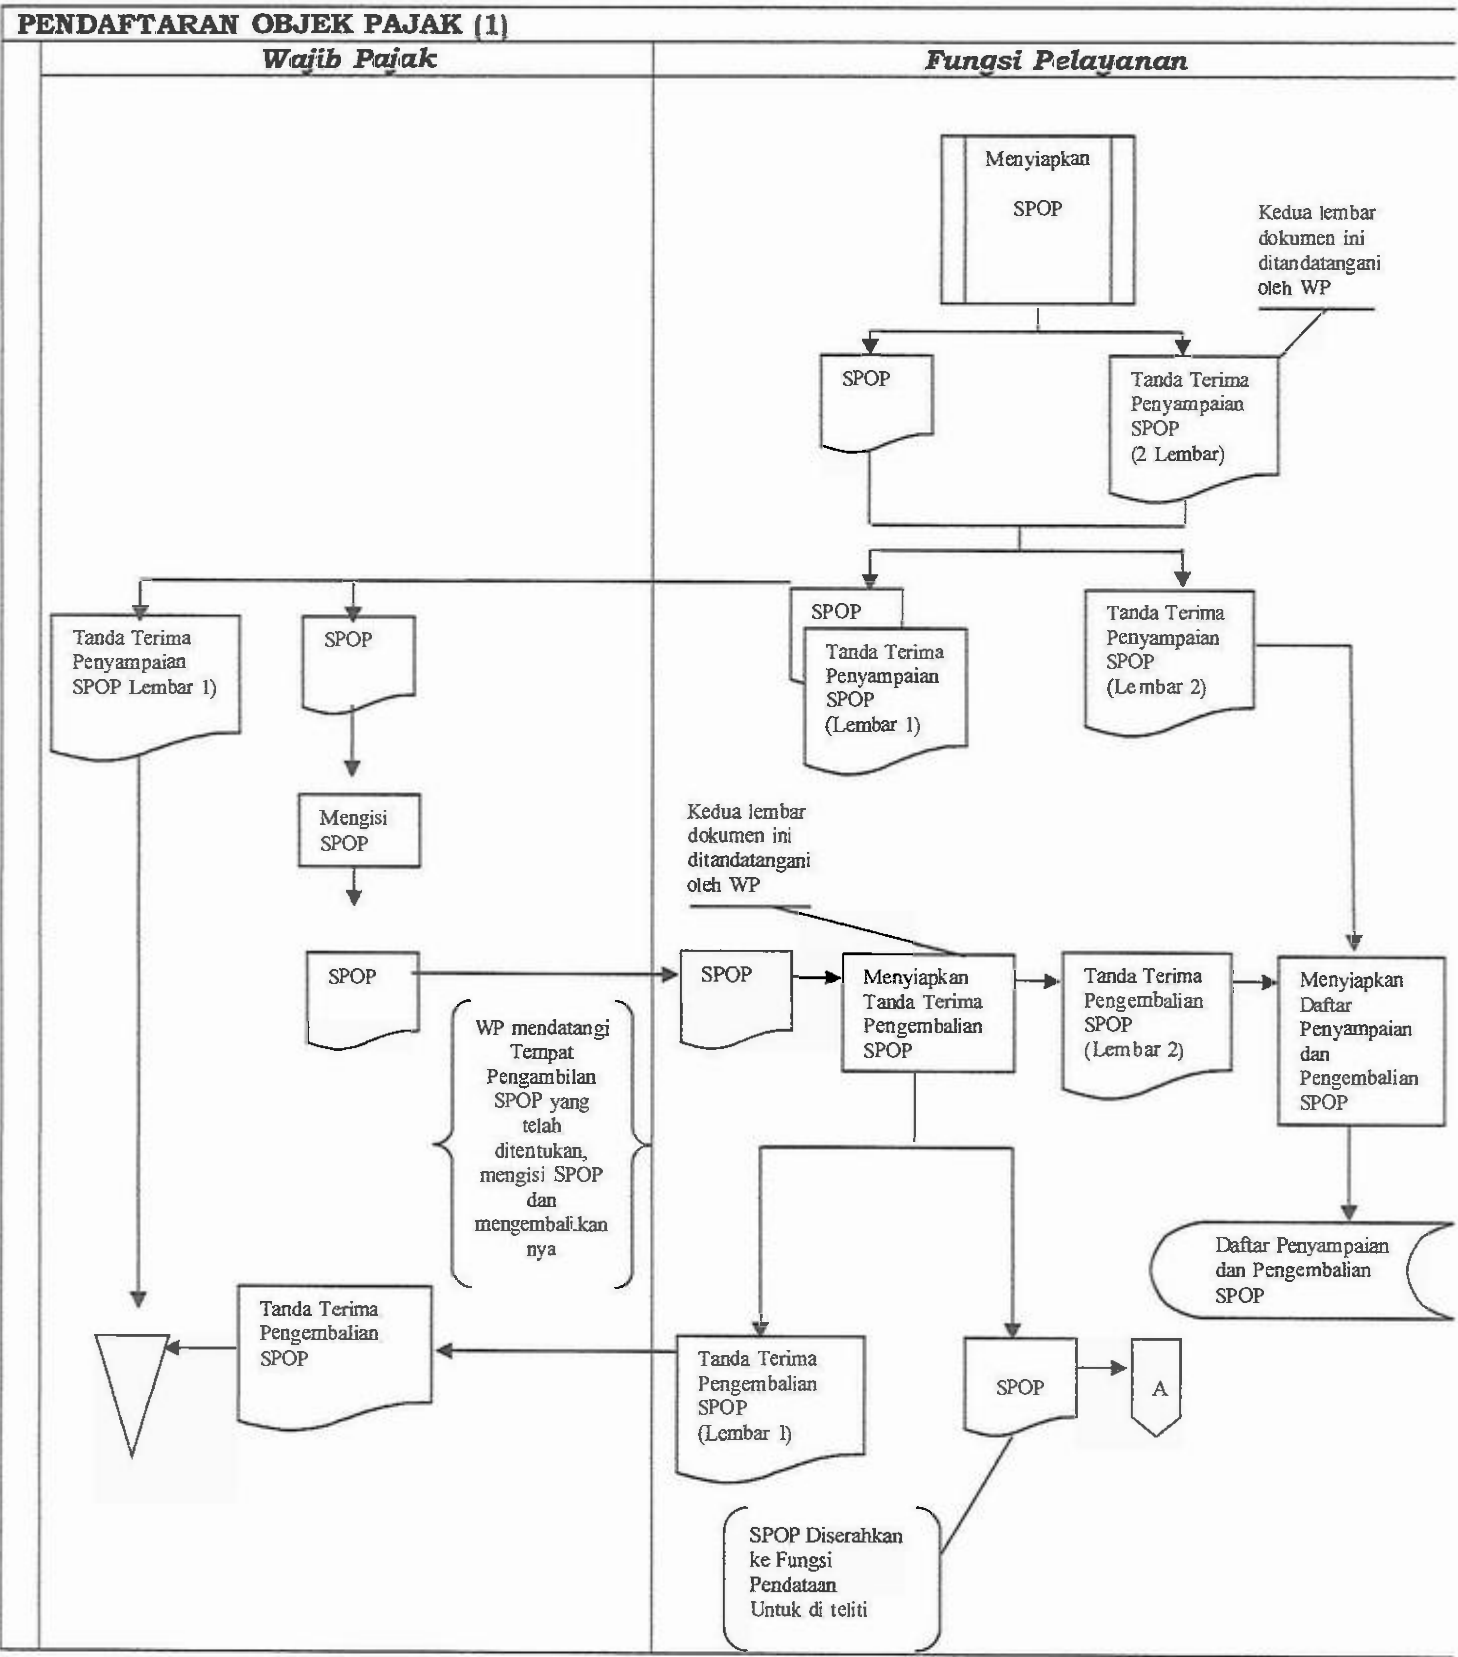 PENDAFTARAN OBJEK PAJAK (1)
Wajib Pajak
Fungsi Pelayanan
Menyiapkan
SPOP
Kedua lembar
dokumen ini
ditandatangani
oleh WP
SPOP
Tanda Terima
Penyampaian
SPOP
(2 Lembar)
Tanda Terima
Penyampaian
SPOP Lembar 1)
SPOP
SPOP
Tanda Terima
Penyampaian
SPOP
(Lembar 1)
Tanda Terima
Penyampaian
SPOP
(Lembar 2)
Mengisi
SPOP
Kedua lembar
dokumen ini
ditandatangani
oleh WP
SPOP
SPOP
Menyiapkan
Tanda Terima
Pengembalian
SPOP
Tanda Terima
Pengembalian
SPOP
(Lembar 2)
Menyiapkan
Daftar
Penyampaian
dan
Pengembalian
SPOP
WP mendatangi
Tempat
Pengambilan
SPOP yang
telah
ditentukan,
mengisi SPOP
dan
mengembalikan
nya
Daftar Penyampaian
dan Pengembalian
SPOP
Tanda Terima
Pengembalian
SPOP
Tanda Terima
Pengembalian
SPOP
(Lembar 1)
SPOP
A
SPOP Diserahkan
ke Fungsi
Pendataan
Untuk di teliti